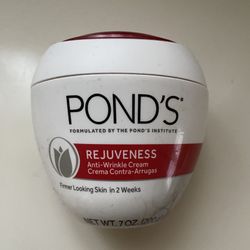 POND'S
FORMULATED BY THE POND'S INSTITUTE
REJUVENESS
Anti-Wrinkle Cream
Crema Contra-Arrugas
Firmer Looking Skin in 2 Weeks
NET WT. 7 OZ.